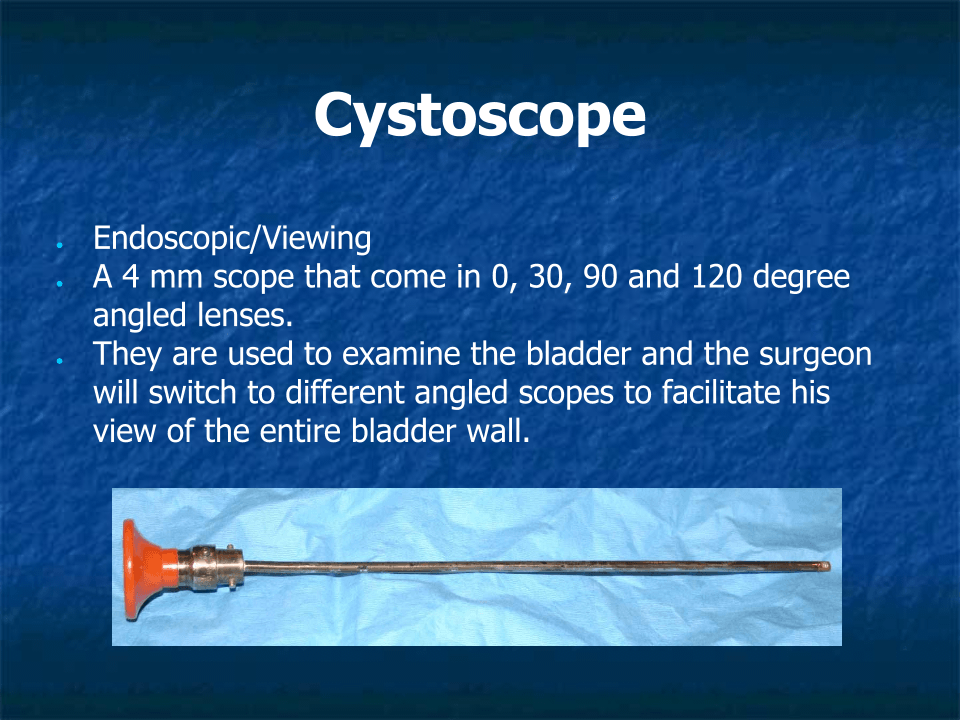 Cystoscope
● Endoscopic/Viewing
● A 4 mm scope that come in 0, 30, 90 and 120 degree
angled lenses.
● They are used to examine the bladder and the surgeon
will switch to different angled scopes to facilitate his
view of the entire bladder wall.